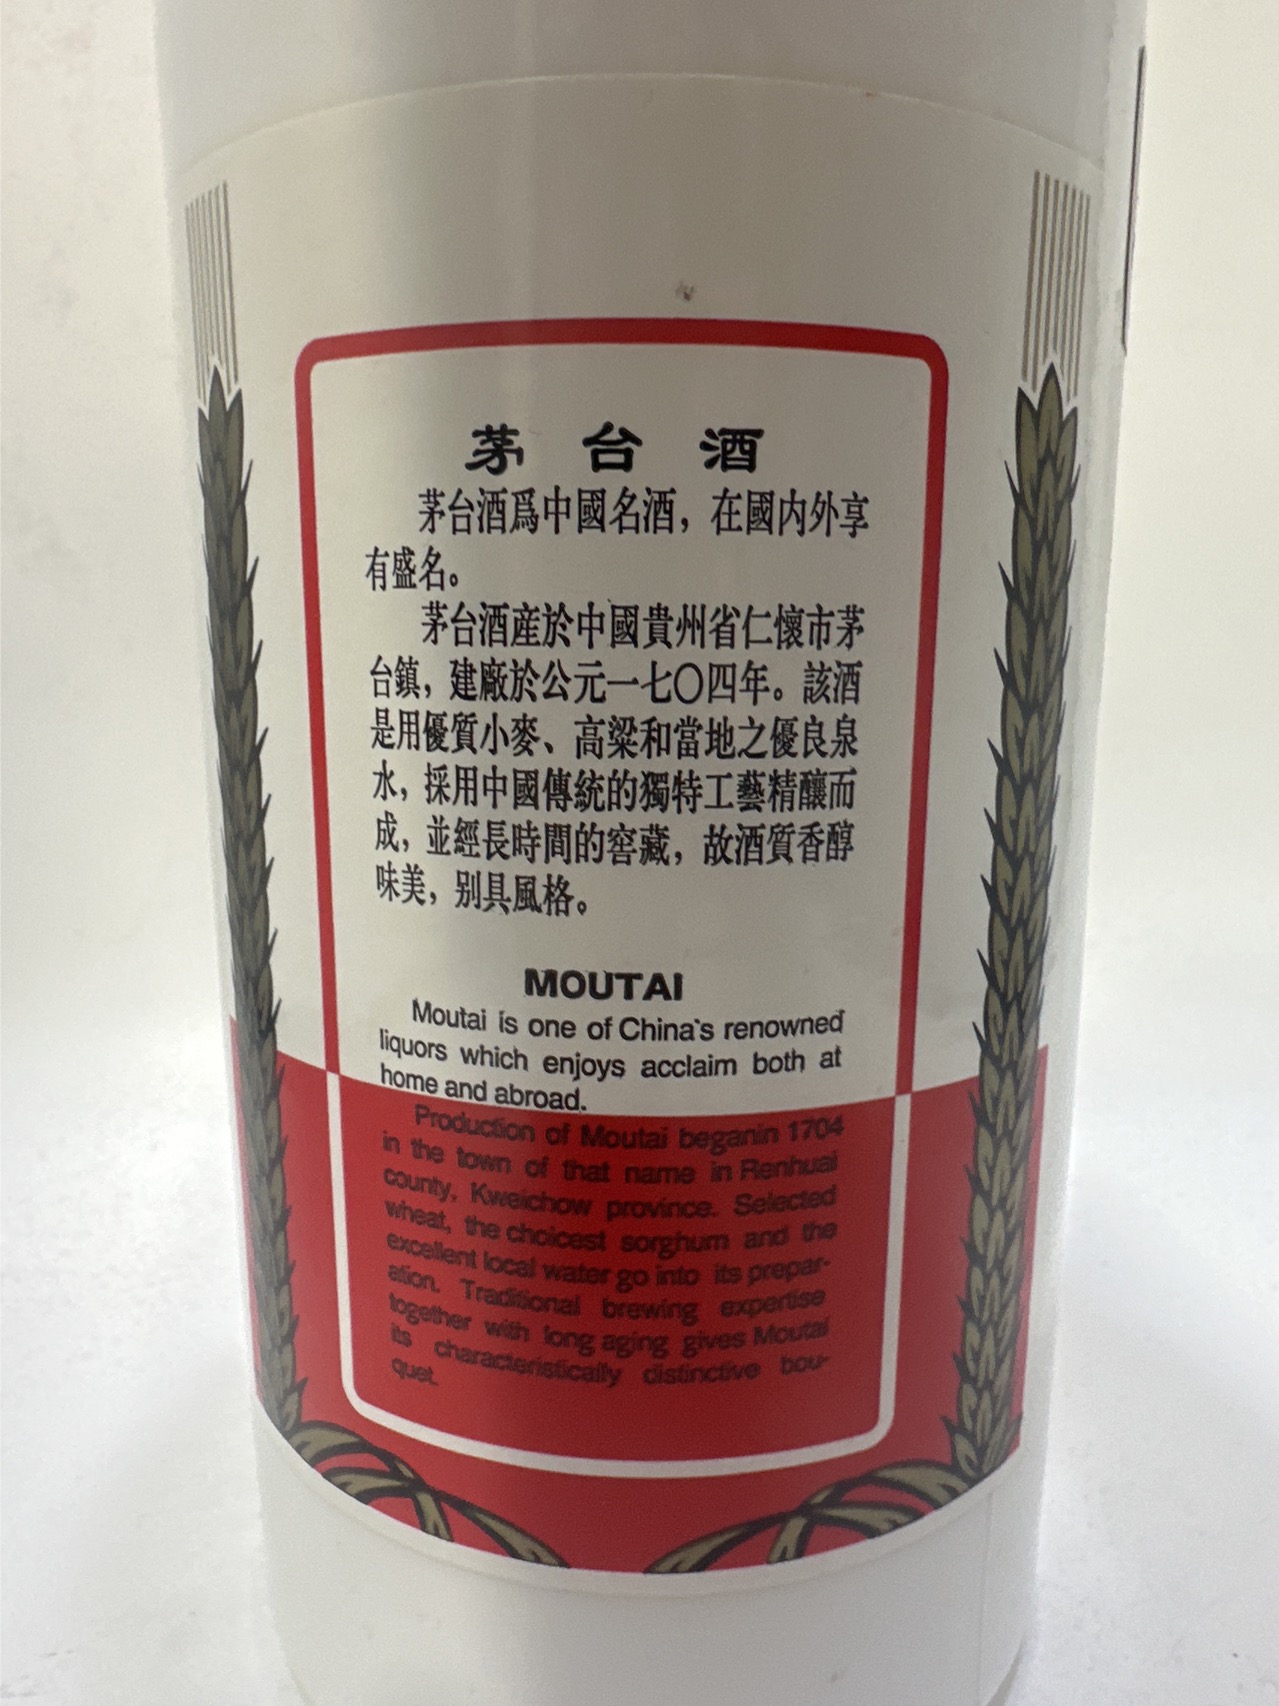 茅台酒
茅台酒爲中國名酒，在國内外享
有盛名。
茅台酒産於中國貴州省仁懷市茅
台鎮，建廠於公元一七〇四年。該酒
是用優質小麥、高粱和當地之優良泉
水，採用中國傳統的獨特工藝精釀而
成，並經長時間的窖藏，故酒質香醇
味美，别具風格。
MOUTAI
Moutai is one of China`s renowned
liquors which enjoys acclaim both at
home and abroad.
Production of Moutai beganin 1704
in the town of that name in Renhuai
county, Kweichow province. Selected
wheat, the choicest sorghum and the
excellent local water go into its prepar-
ation. Traditional brewing expertise
together with long aging gives Moutai
its characteristically distinctive bou-
quet.